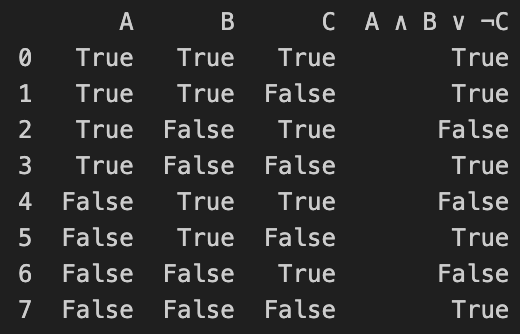 A B C A ∧ B ∨ ¬C
0 True True True True
1 True True False True
2 True False True False
3 True False False True
4 False True True False
5 False True False True
6 False False True False
7 False False False True